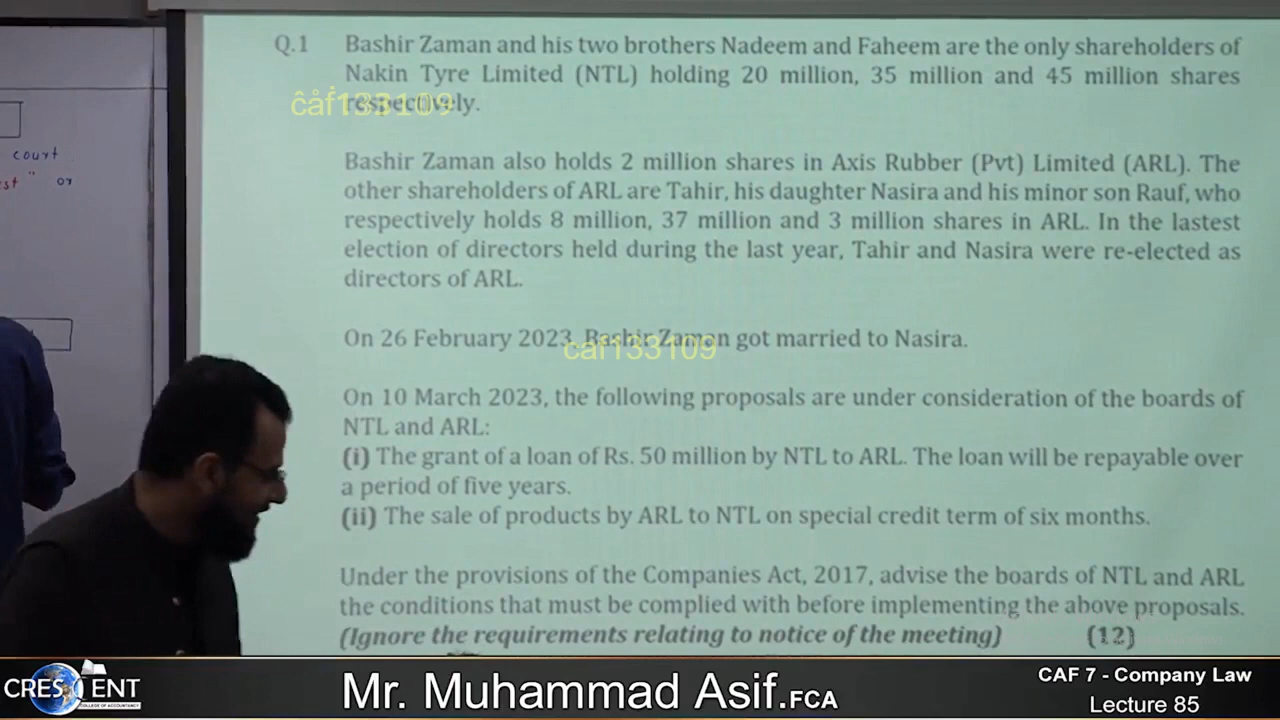 court
Q.1 Bashir Zaman and his two brothers Nadeem and Faheem are the only shareholders of
Nakin Tyre Limited (NTL) holding 20 million, 35 million and 45 million shares
respectively.
caf133109
Bashir Zaman also holds 2 million shares in Axis Rubber (Pvt) Limited (ARL). The
other shareholders of ARL are Tahir, his daughter Nasira and his minor son Rauf, who
respectively holds 8 million, 37 million and 3 million shares in ARL. In the lastest
election of directors held during the last year, Tahir and Nasira were re-elected as
directors of ARL.
On 26 February 2023, Bashir Zaman got married to Nasira.
caf133109
On 10 March 2023, the following proposals are under consideration of the boards of
NTL and ARL:
(i) The grant of a loan of Rs. 50 million by NTL to ARL. The loan will be repayable over
a period of five years.
(ii) The sale of products by ARL to NTL on special credit term of six months.
Under the provisions of the Companies Act, 2017, advise the boards of NTL and ARL
the conditions that must be complied with before implementing the above proposals.
(Ignore the requirements relating to notice of the meeting) (12)
CRESCENT
COLLEGE OF ACCOUNTANCY
Mr. Muhammad Asif.FCA
CAF 7 - Company Law
Lecture 85